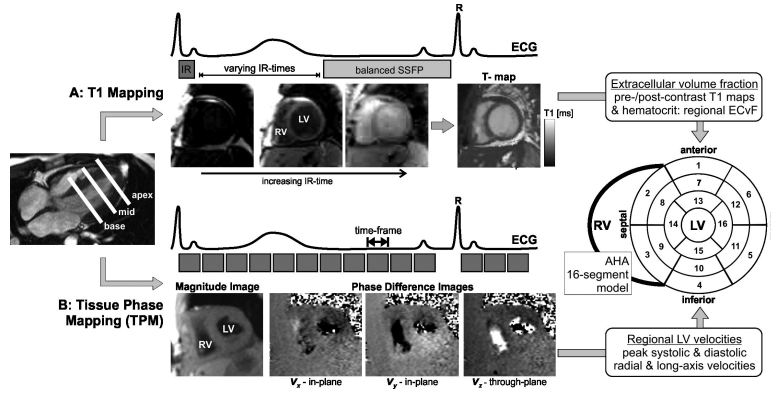 R
ECG
IR
varying IR-times
balanced SSFP
A: T1 Mapping
T- map
LV
RV
T1 [ms]
increasing IR-time
Extracellular volume fraction
pre-/post-contrast T1 maps
& hematocrit: regional ECvF
apex
mid
base
R
time-frame
ECG
B: Tissue Phase
Mapping (TPM)
Magnitude Image
Phase Difference Images
LV
RV
Vx - in-plane
Vy - in-plane
Vz - through-plane
anterior
1
2
7
6
8
13
12
RV
septal
14
LV
16
3
9
15
11
5
10
4
AHA
16-segment
model
inferior
Regional LV velocities
peak systolic & diastolic
radial & long-axis velocities